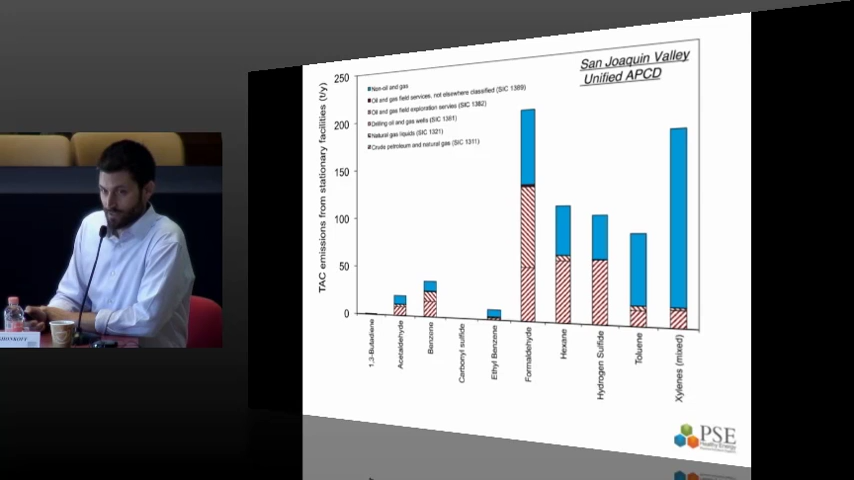 San Joaquin Valley
Unified APCD
TAC emissions from stationary facilities (t/y)
250
200
150
100
50
0
Non-oil and gas
Oil and gas field services, not elsewhere classified (SIC 1389)
Oil and gas field exploration servies (SIC 1382)
Drilling oil and gas wells (SIC 1381)
Natural gas liquids (SIC 1321)
Crude petroleum and natural gas (SIC 1311)
1,3-Butadiene
Acetaldehyde
Benzene
Carbonyl sulfide
Ethyl Benzene
Formaldehyde
Hexane
Hydrogen Sulfide
Toluene
Xylenes (mixed)
PSE
Healthy Energy